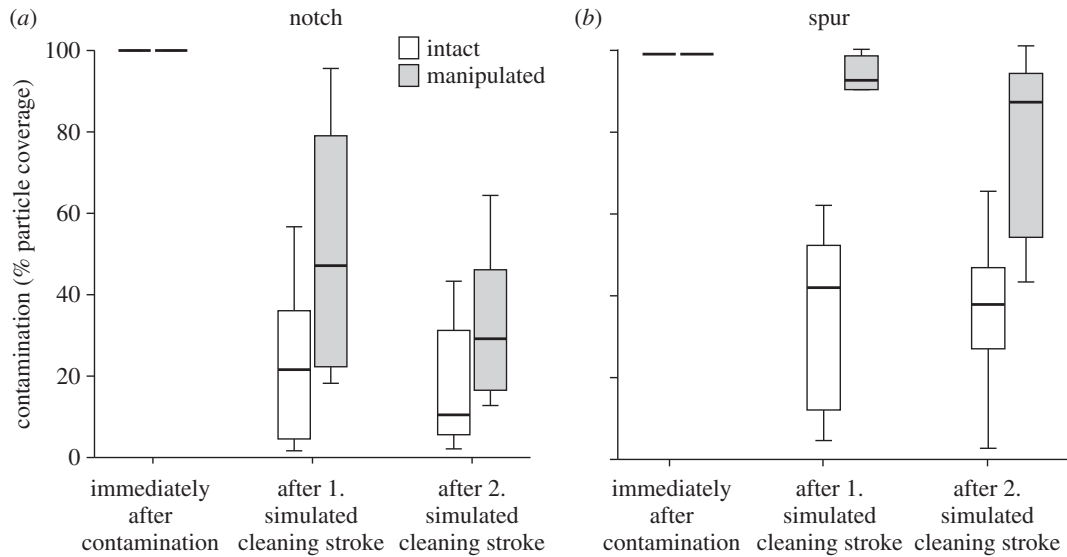 (a)
notch
(b)
spur
intact
manipulated
contamination (% particle coverage)
100
80
60
40
20
0
immediately
after
contamination
after 1.
simulated
cleaning stroke
after 2.
simulated
cleaning stroke
immediately
after
contamination
after 1.
simulated
cleaning stroke
after 2.
simulated
cleaning stroke